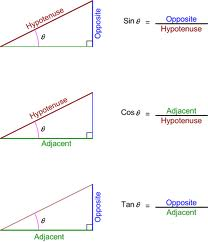 Hypotenuse
Opposite
θ
Sin θ = Opposite
Hypotenuse
Hypotenuse
θ
Adjacent
Cos θ = Adjacent
Hypotenuse
Opposite
θ
Adjacent
Tan θ = Opposite
Adjacent